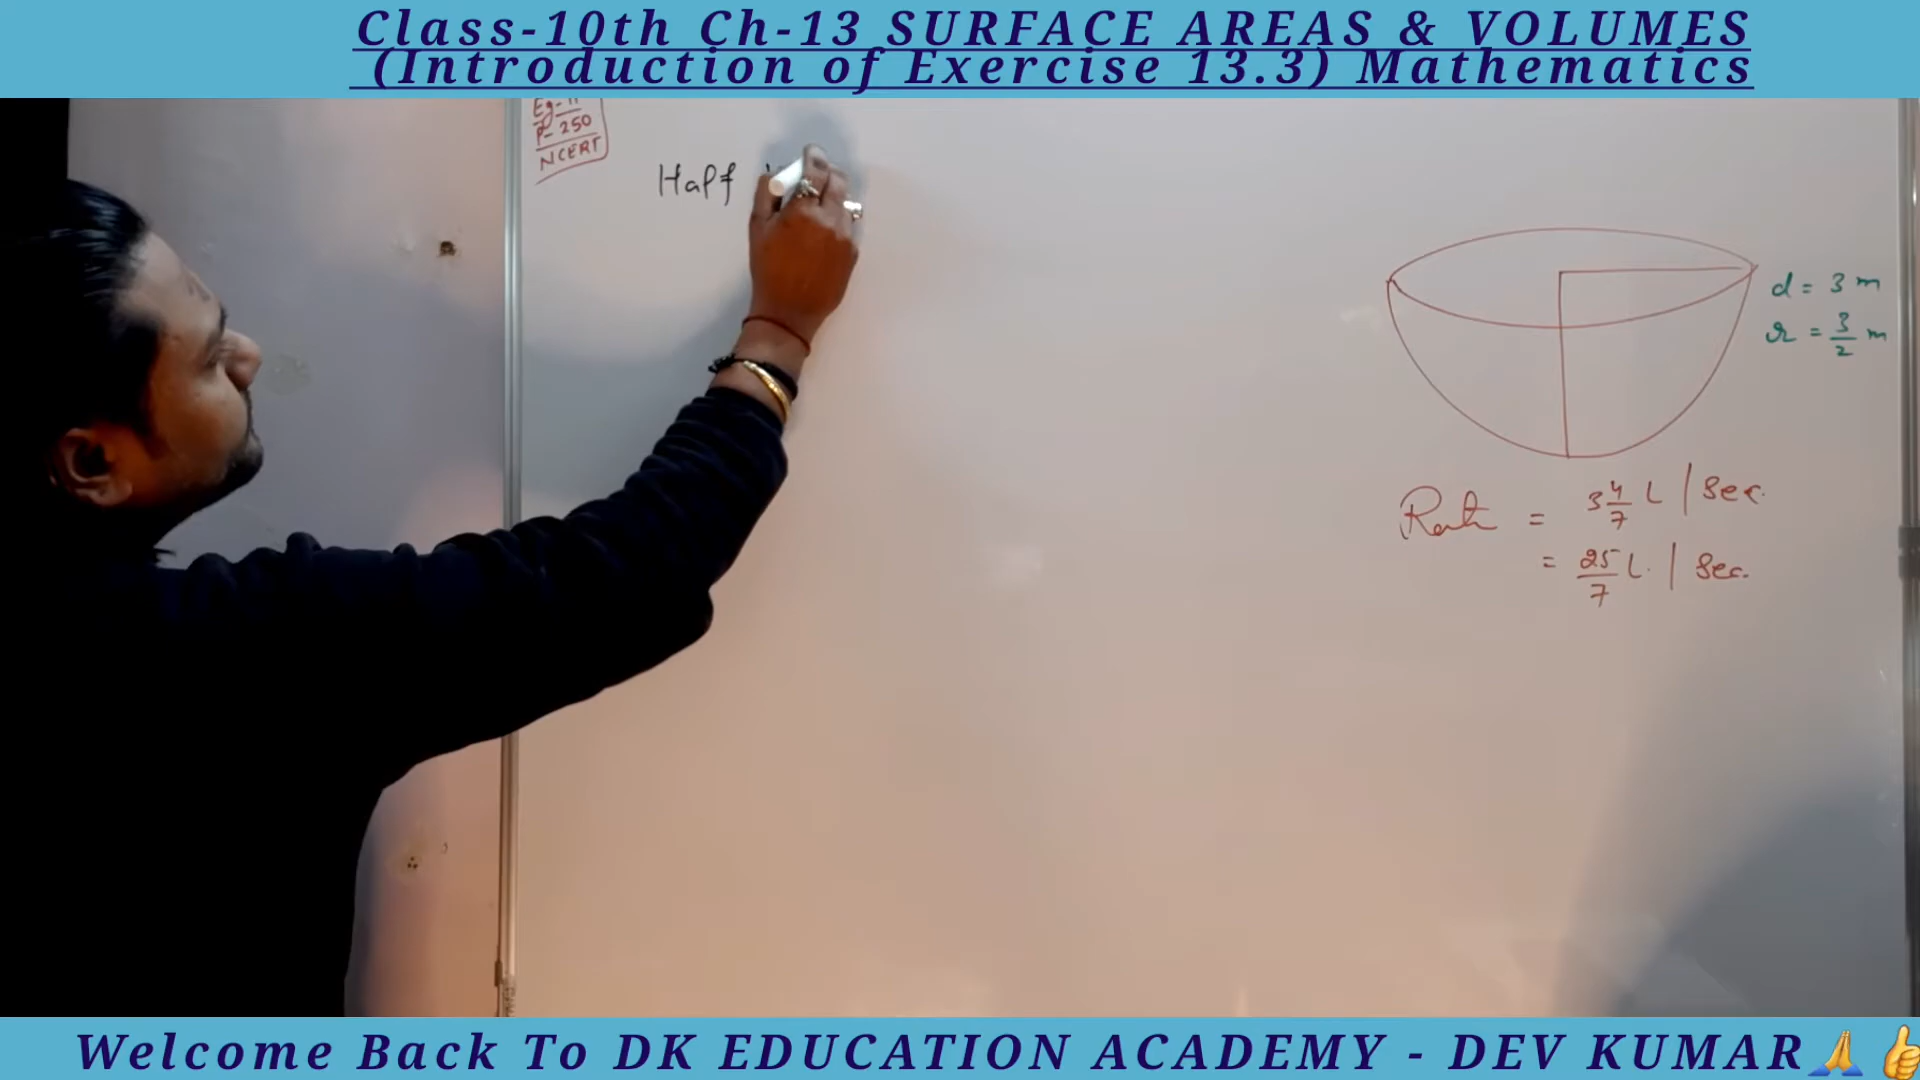 Class-10th Ch-13 SURFACE AREAS & VOLUMES
(Introduction of Exercise 13.3) Mathematics
Eg-11
P-250
NCERT
Half
d = 3 m
r = 3/2 m
Rate = 3 4/7 L / Sec.
= 25/7 L. / Sec.
Welcome Back To DK EDUCATION ACADEMY - DEV KUMAR🙏👍